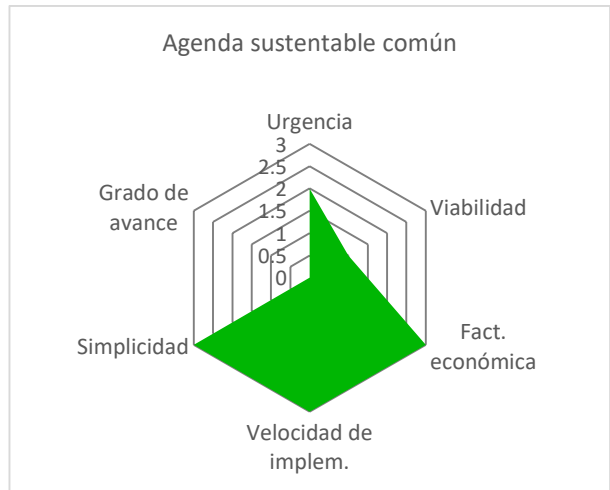 Agenda sustentable común
Urgencia
3
2.5
2
1.5
1
0.5
0
Viabilidad
Fact.
económica
Velocidad de
implem.
Simplicidad
Grado de
avance